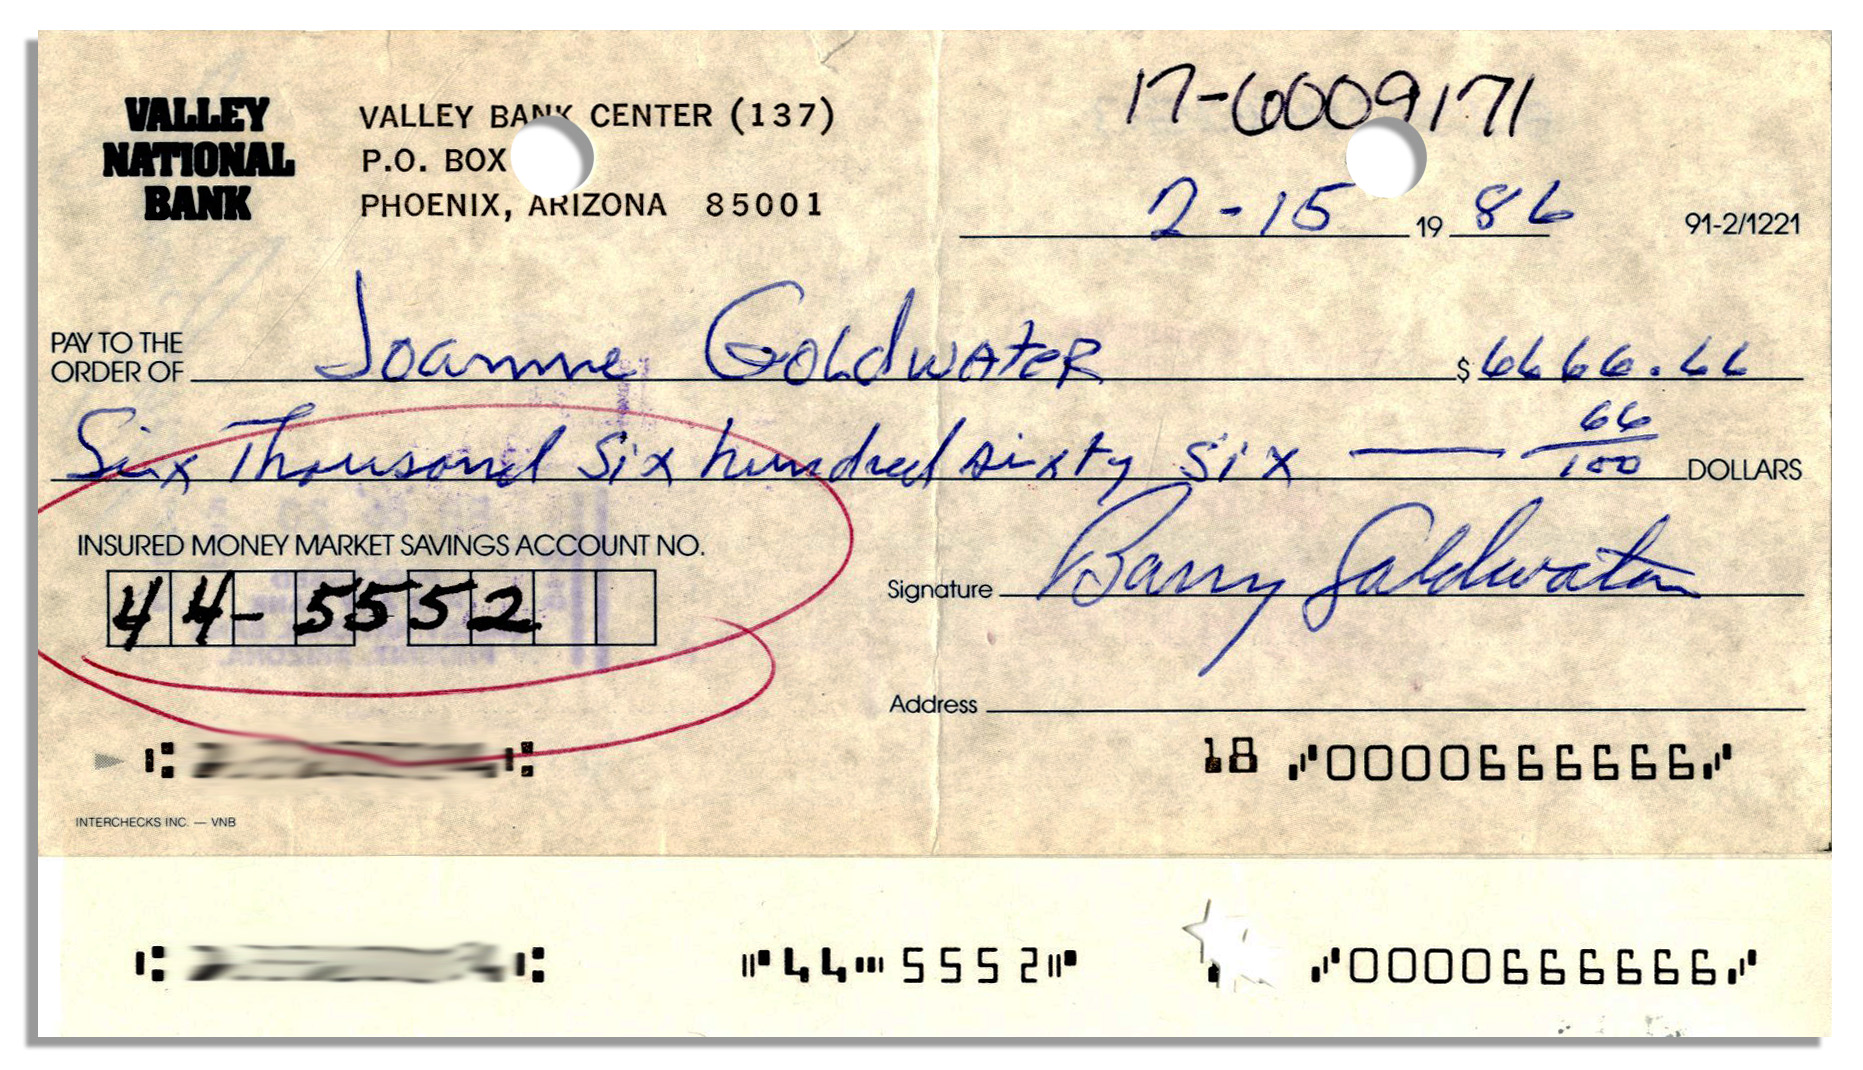 VALLEY NATIONAL BANK
VALLEY BANK CENTER (137)
P.O. BOX
PHOENIX, ARIZONA 85001
17-6009171
2-15 19 86 91-2/1221
PAY TO THE ORDER OF Joanne Goldwater $6666.66
Six Thousand Six hundred sixty six — 66/100 DOLLARS
INSURED MONEY MARKET SAVINGS ACCOUNT NO.
44-5552
Signature Barry Goldwater
Address
18 0000666666
INTERCHECKS INC. — VNB
44 5552 0000666666